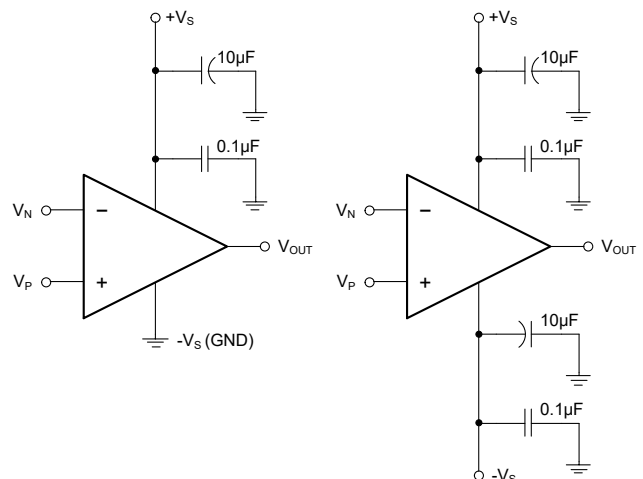 +VS
10µF
0.1µF
VN
−
VOUT
VP
+
-VS (GND)
+VS
10µF
0.1µF
VN
−
VOUT
VP
+
10µF
0.1µF
-VS